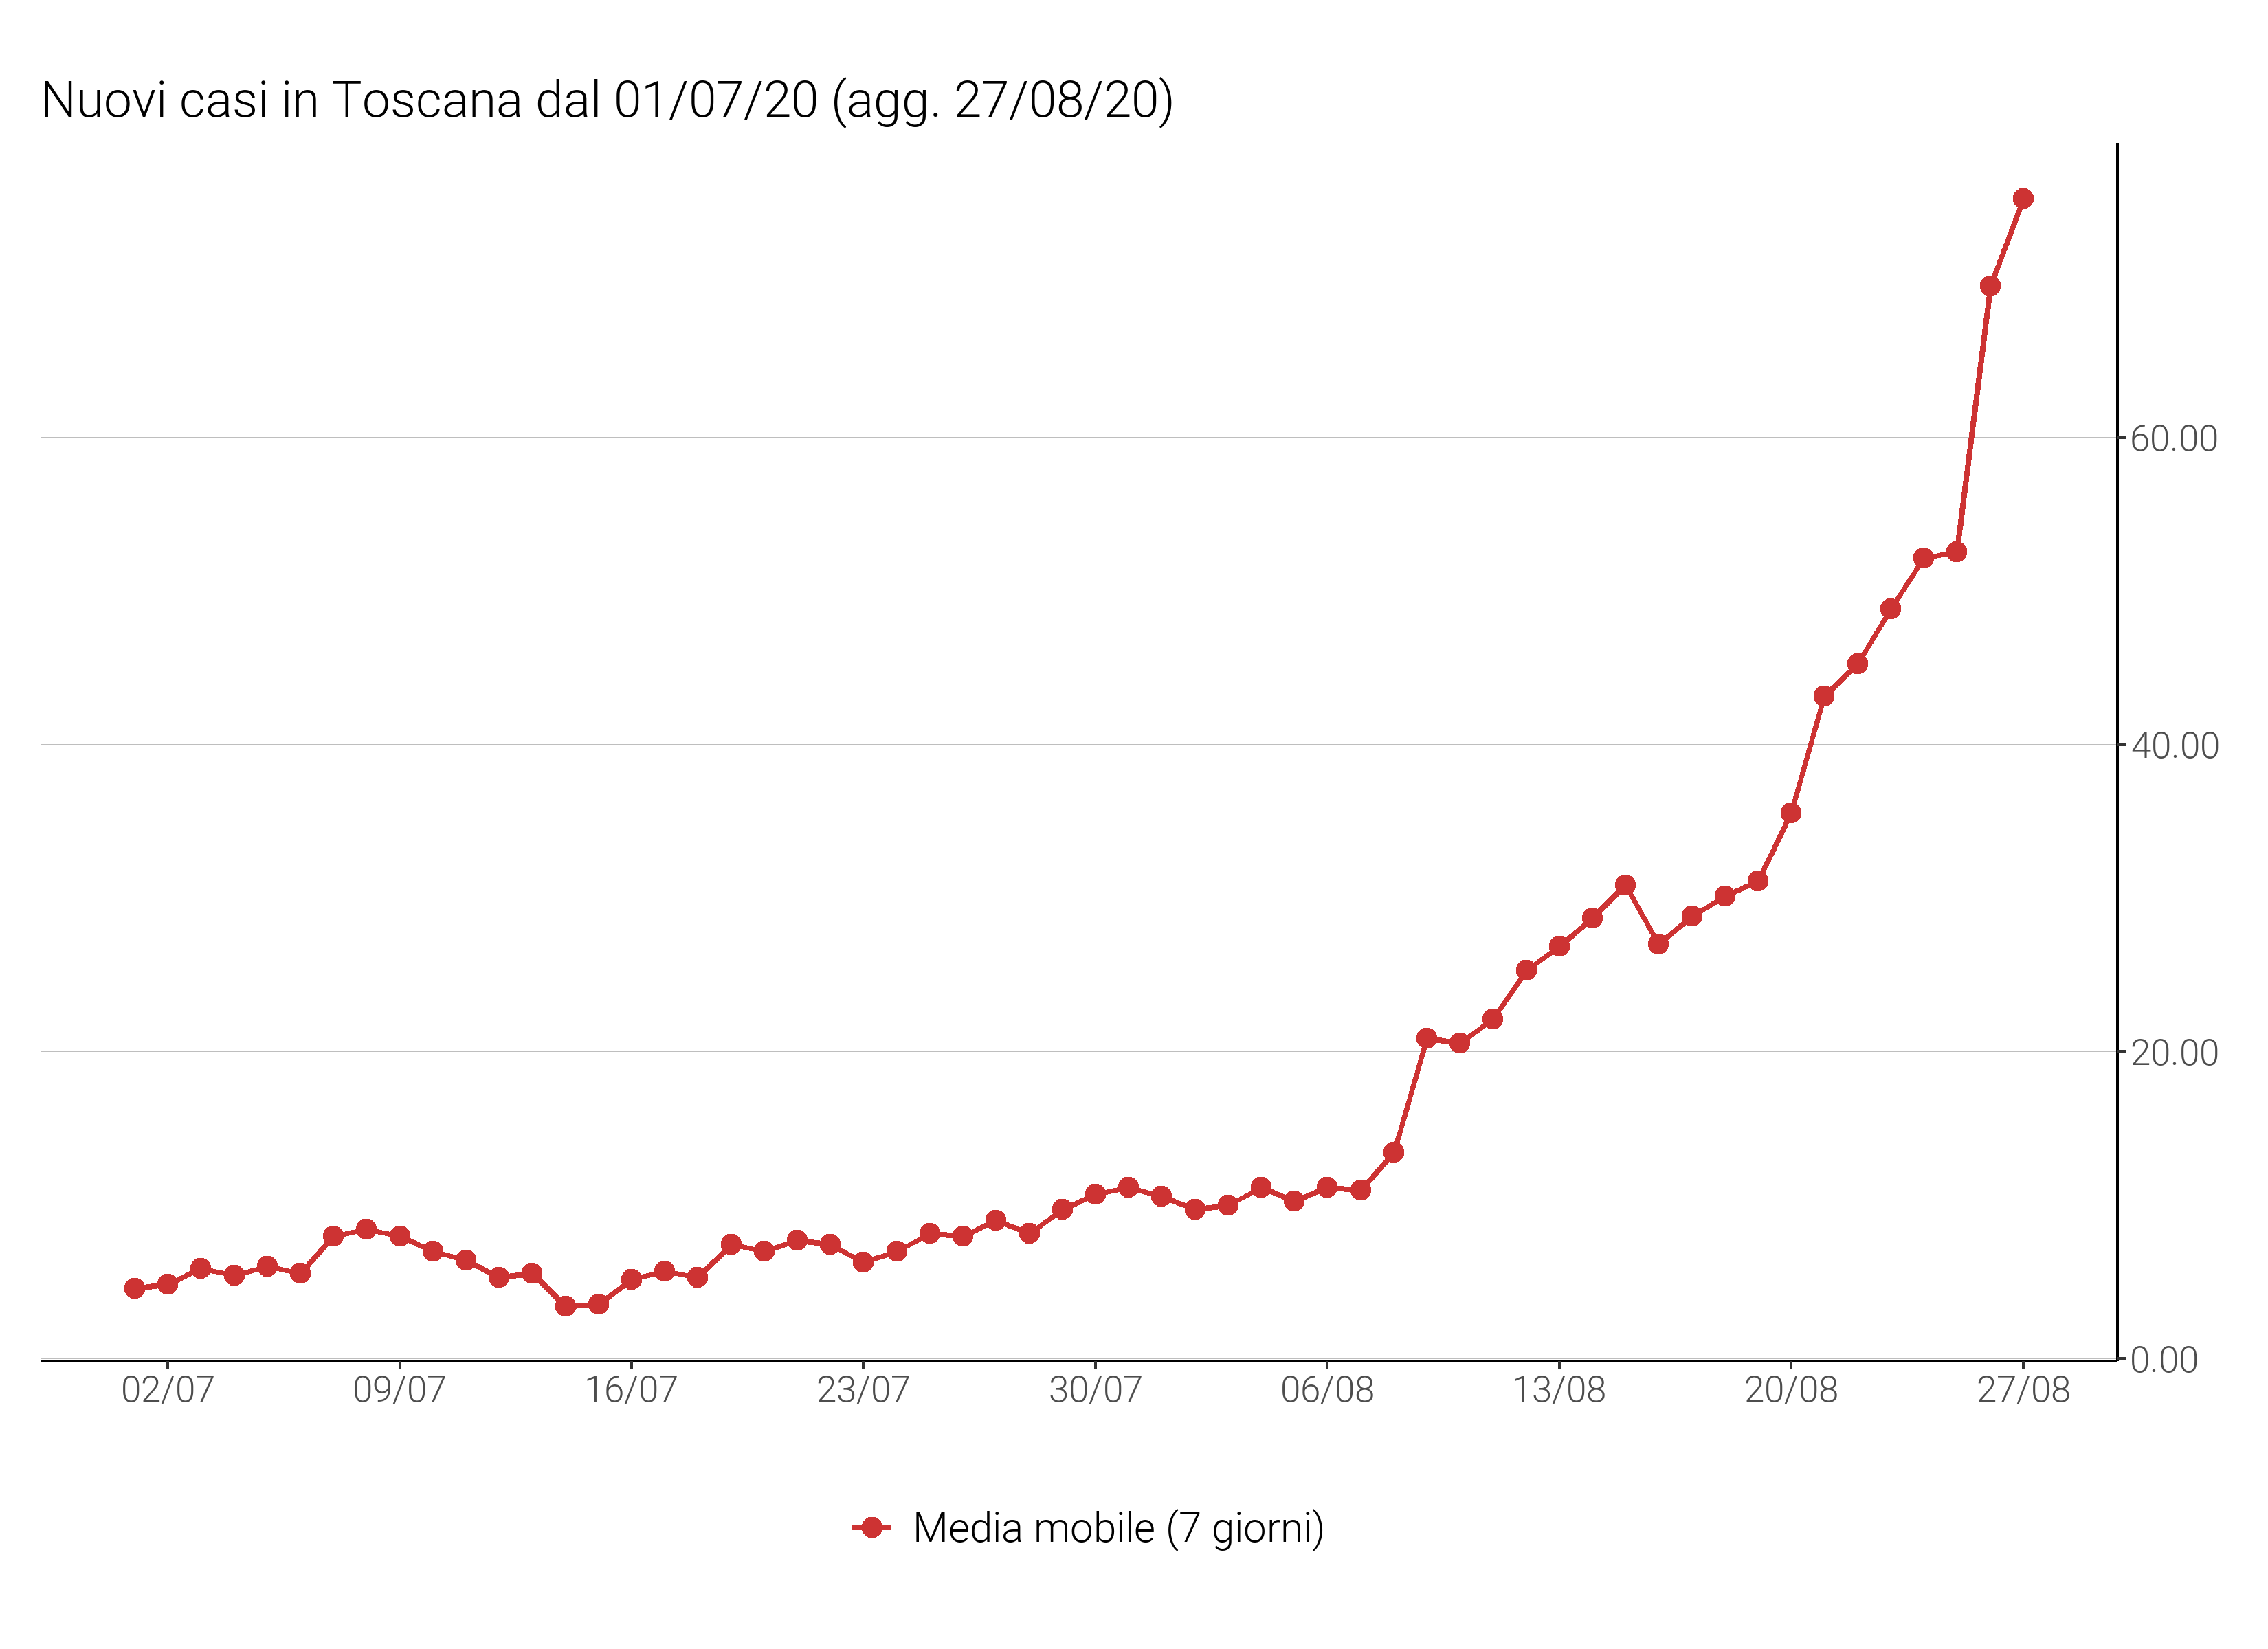 Nuovi casi in Toscana dal 01/07/20 (agg. 27/08/20)
60.00
40.00
20.00
0.00
02/07 09/07 16/07 23/07 30/07 06/08 13/08 20/08 27/08
Media mobile (7 giorni)